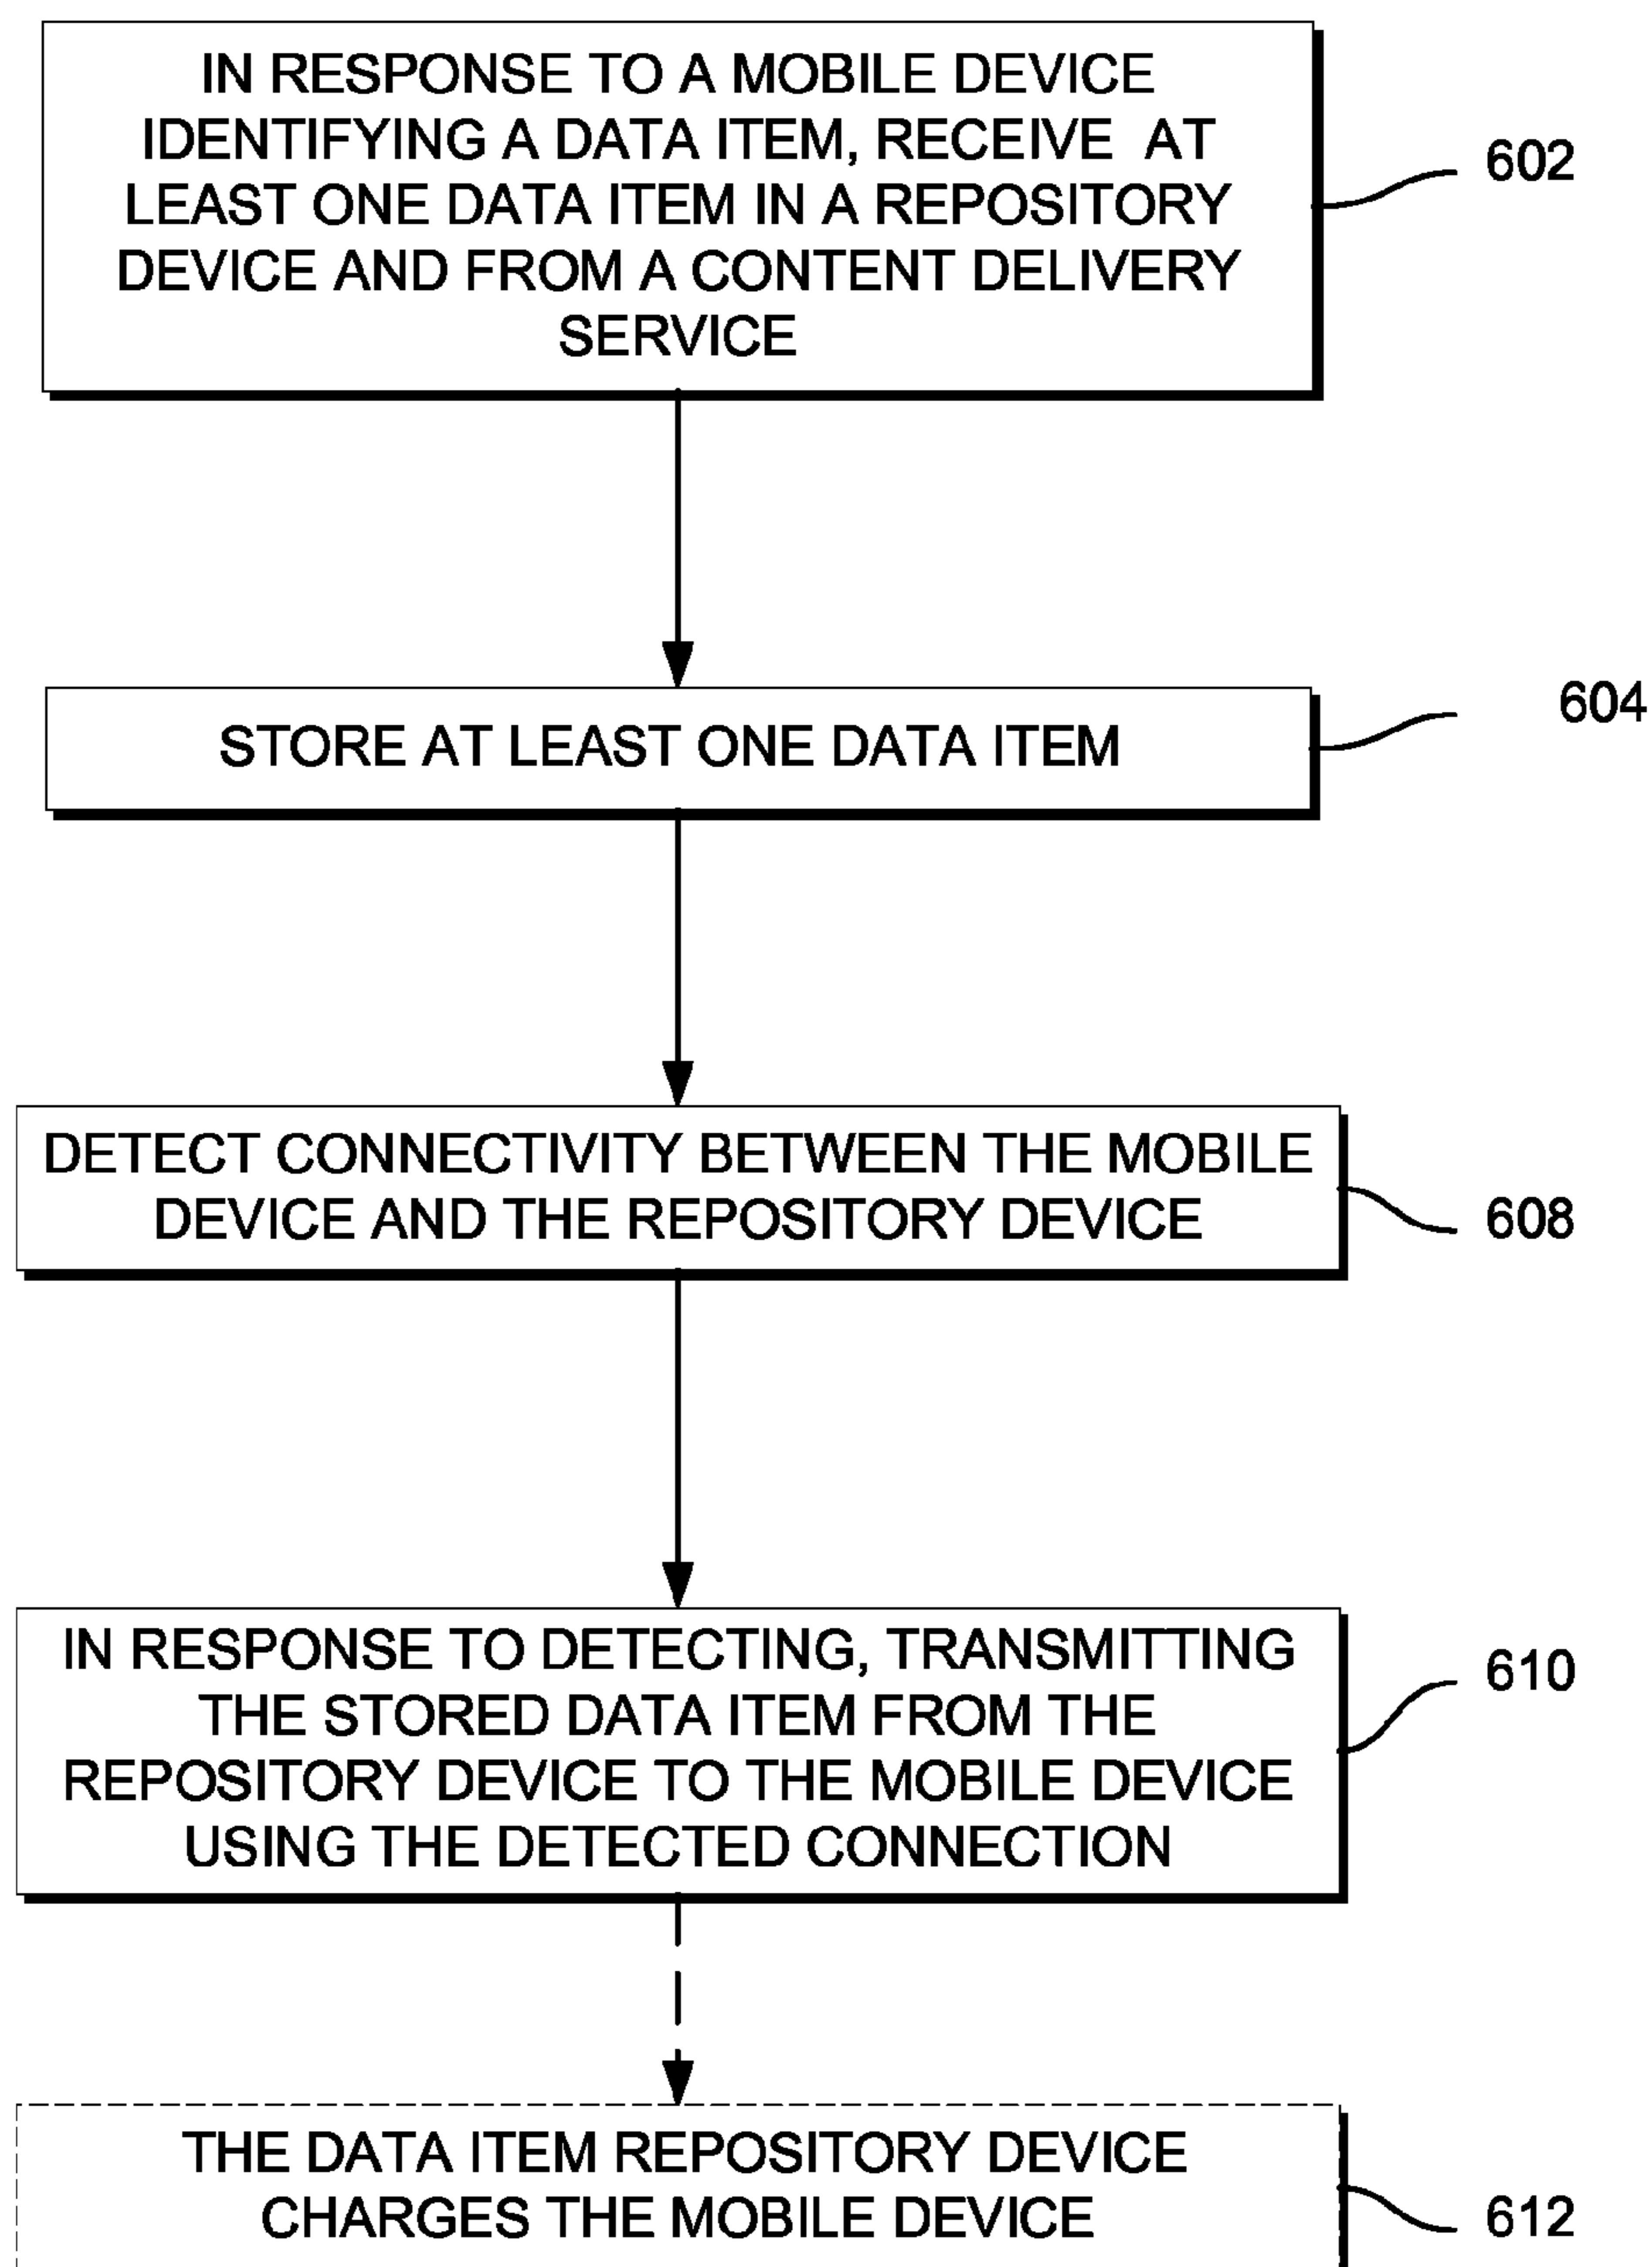 IN RESPONSE TO A MOBILE DEVICE
IDENTIFYING A DATA ITEM, RECEIVE AT
LEAST ONE DATA ITEM IN A REPOSITORY
DEVICE AND FROM A CONTENT DELIVERY
SERVICE
602
STORE AT LEAST ONE DATA ITEM
604
DETECT CONNECTIVITY BETWEEN THE MOBILE
DEVICE AND THE REPOSITORY DEVICE
608
IN RESPONSE TO DETECTING, TRANSMITTING
THE STORED DATA ITEM FROM THE
REPOSITORY DEVICE TO THE MOBILE DEVICE
USING THE DETECTED CONNECTION
610
THE DATA ITEM REPOSITORY DEVICE
CHARGES THE MOBILE DEVICE
612